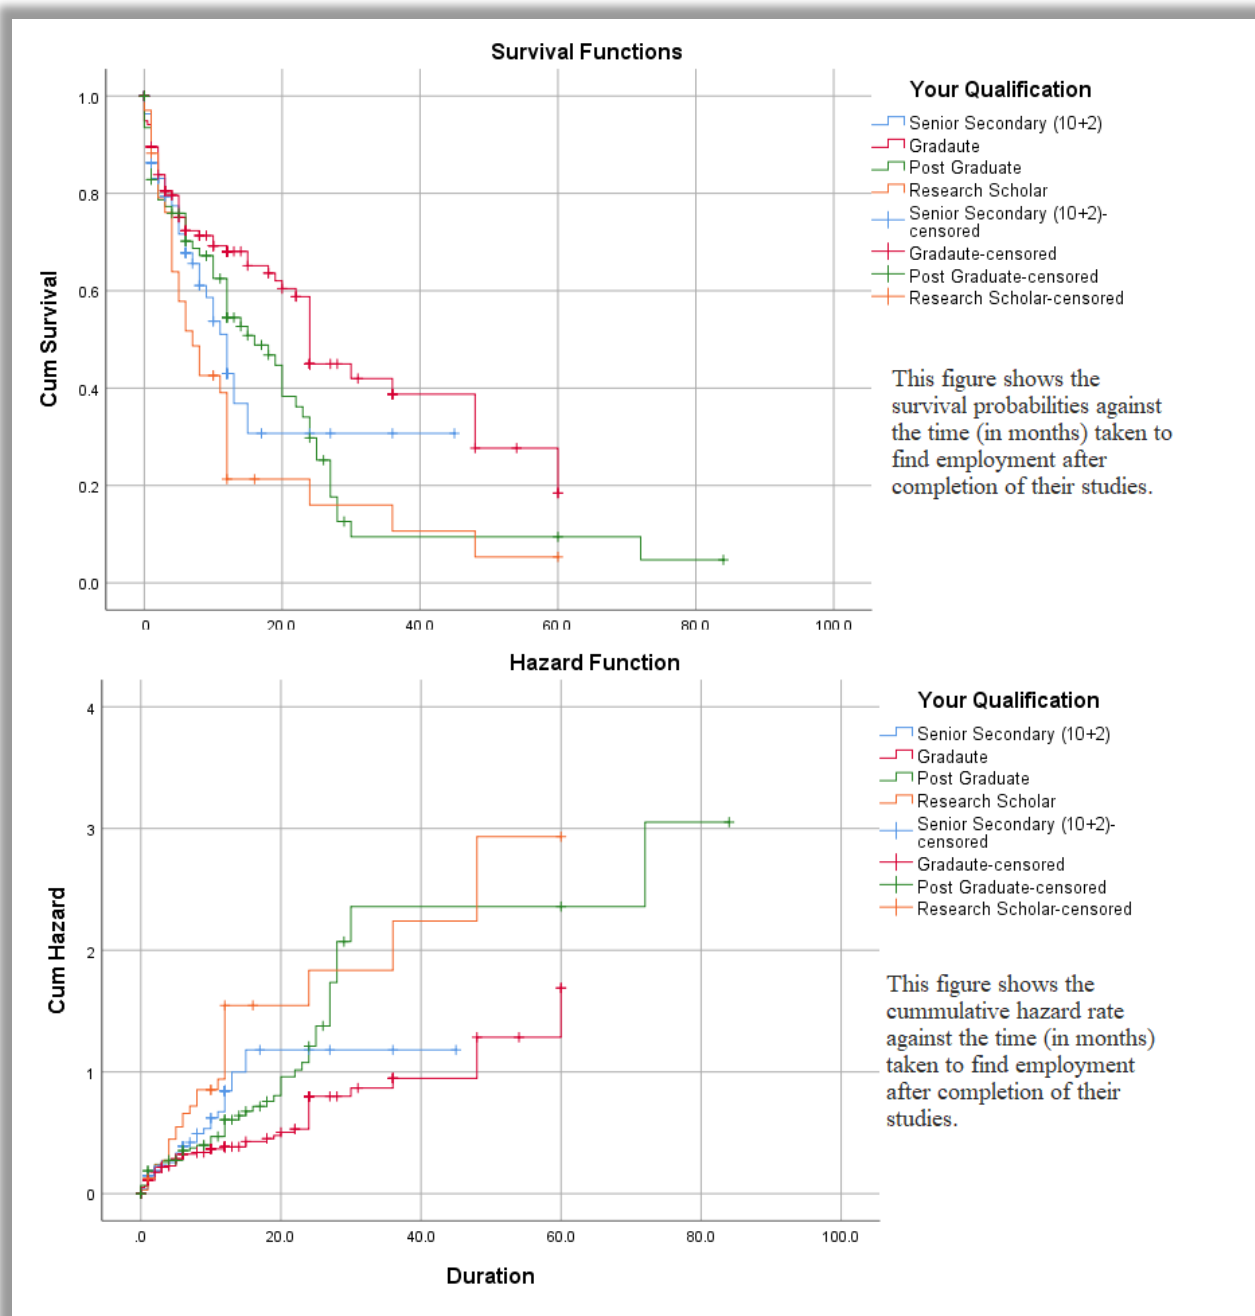 Survival Functions
Your Qualification
Senior Secondary (10+2)
Gradaute
Post Graduate
Research Scholar
Senior Secondary (10+2)-
censored
Gradaute-censored
Post Graduate-censored
Research Scholar-censored
Cum Survival
1.0
0.8
0.6
0.4
0.2
0.0
.0
20.0
40.0
60.0
80.0
100.0
This figure shows the
survival probabilities against
the time (in months) taken to
find employment after
completion of their studies.
Hazard Function
Your Qualification
Senior Secondary (10+2)
Gradaute
Post Graduate
Research Scholar
Senior Secondary (10+2)-
censored
Gradaute-censored
Post Graduate-censored
Research Scholar-censored
Cum Hazard
4
3
2
1
0
.0
20.0
40.0
60.0
80.0
100.0
Duration
This figure shows the
cummulative hazard rate
against the time (in months)
taken to find employment
after completion of their
studies.